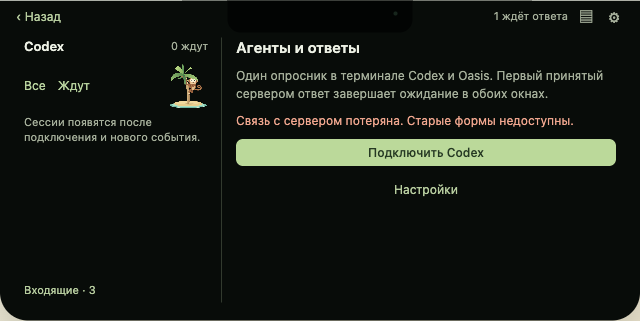 ‹ Назад
1 ждёт ответа
Codex
0 ждут
Все Ждут
Сессии появятся после
подключения и нового события.
Входящие · 3
Агенты и ответы
Один опросник в терминале Codex и Oasis. Первый принятый
сервером ответ завершает ожидание в обоих окнах.
Связь с сервером потеряна. Старые формы недоступны.
Подключить Codex
Настройки